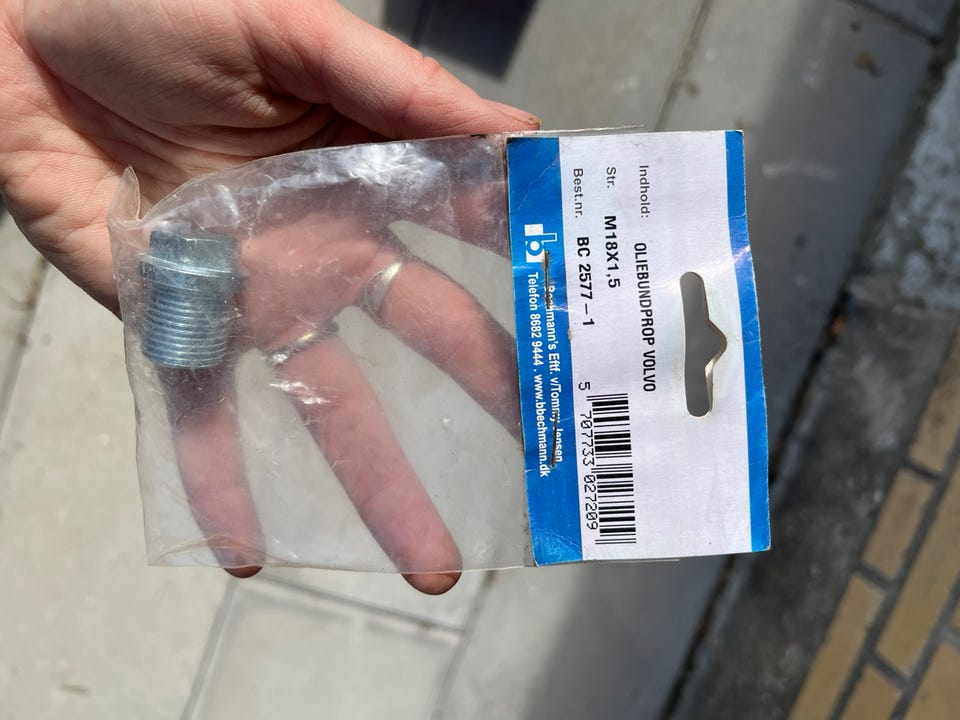 Indhold: OLIEBUNDPROP VOLVO
Str. M18X1,5
Best.nr. BC 2577-1
5 707733 027209
Bechmann's Eftf. v/Tommy Jensen
Telefon 8682 9444 . www.bbechmann.dk